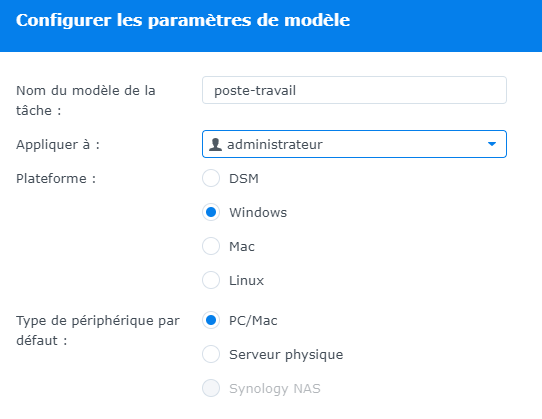 Configurer les paramètres de modèle
Nom du modèle de la
tâche :
poste-travail
Appliquer à :
administrateur
Plateforme :
DSM
Windows
Mac
Linux
Type de périphérique par
défaut :
PC/Mac
Serveur physique
Synology NAS